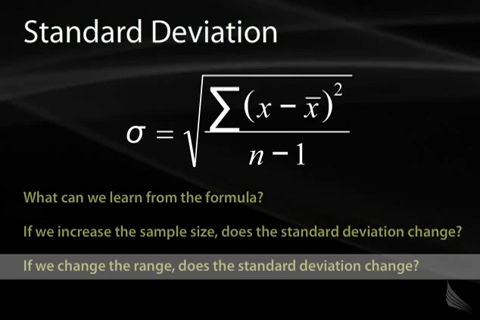 Standard Deviation
σ = √(∑(x − x̄)² / (n − 1))
What can we learn from the formula?
If we increase the sample size, does the standard deviation change?
If we change the range, does the standard deviation change?